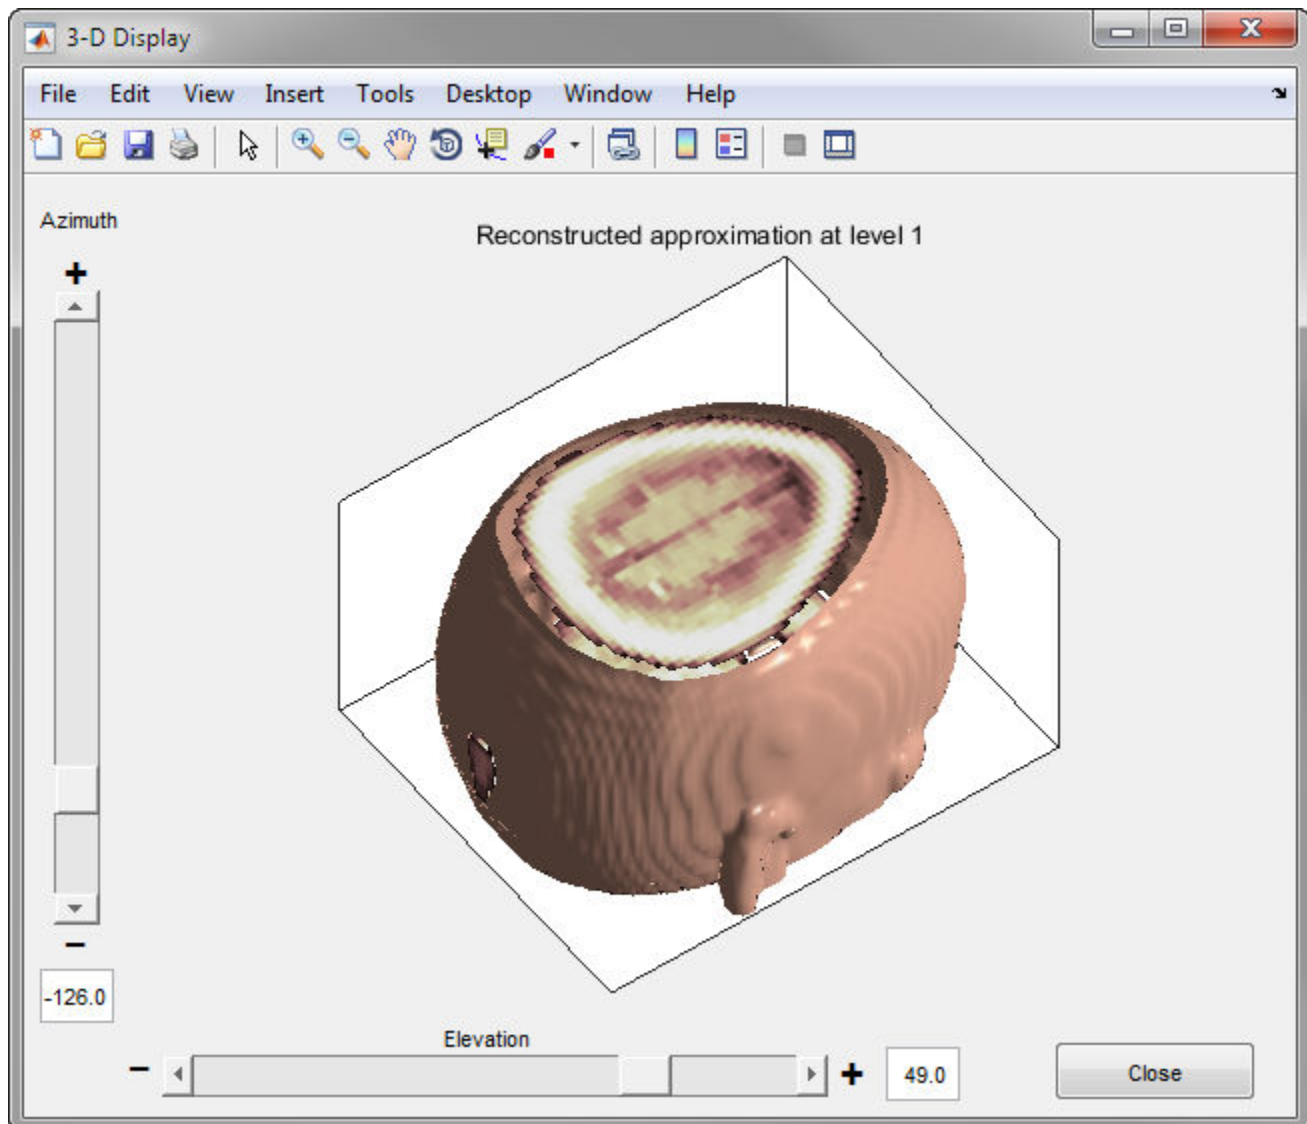 3-D Display
File Edit View Insert Tools Desktop Window Help
Azimuth
Reconstructed approximation at level 1
+
−
-126.0
Elevation
− + 49.0 Close